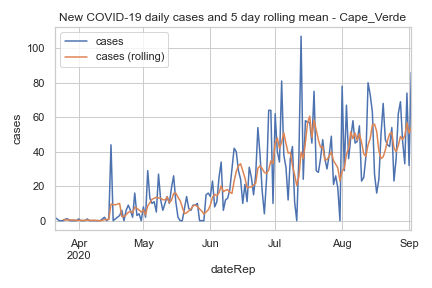 New COVID-19 daily cases and 5 day rolling mean - Cape_Verde
cases
cases (rolling)
100
80
60
40
20
0
cases
Apr
2020
May
Jun
Jul
Aug
Sep
dateRep